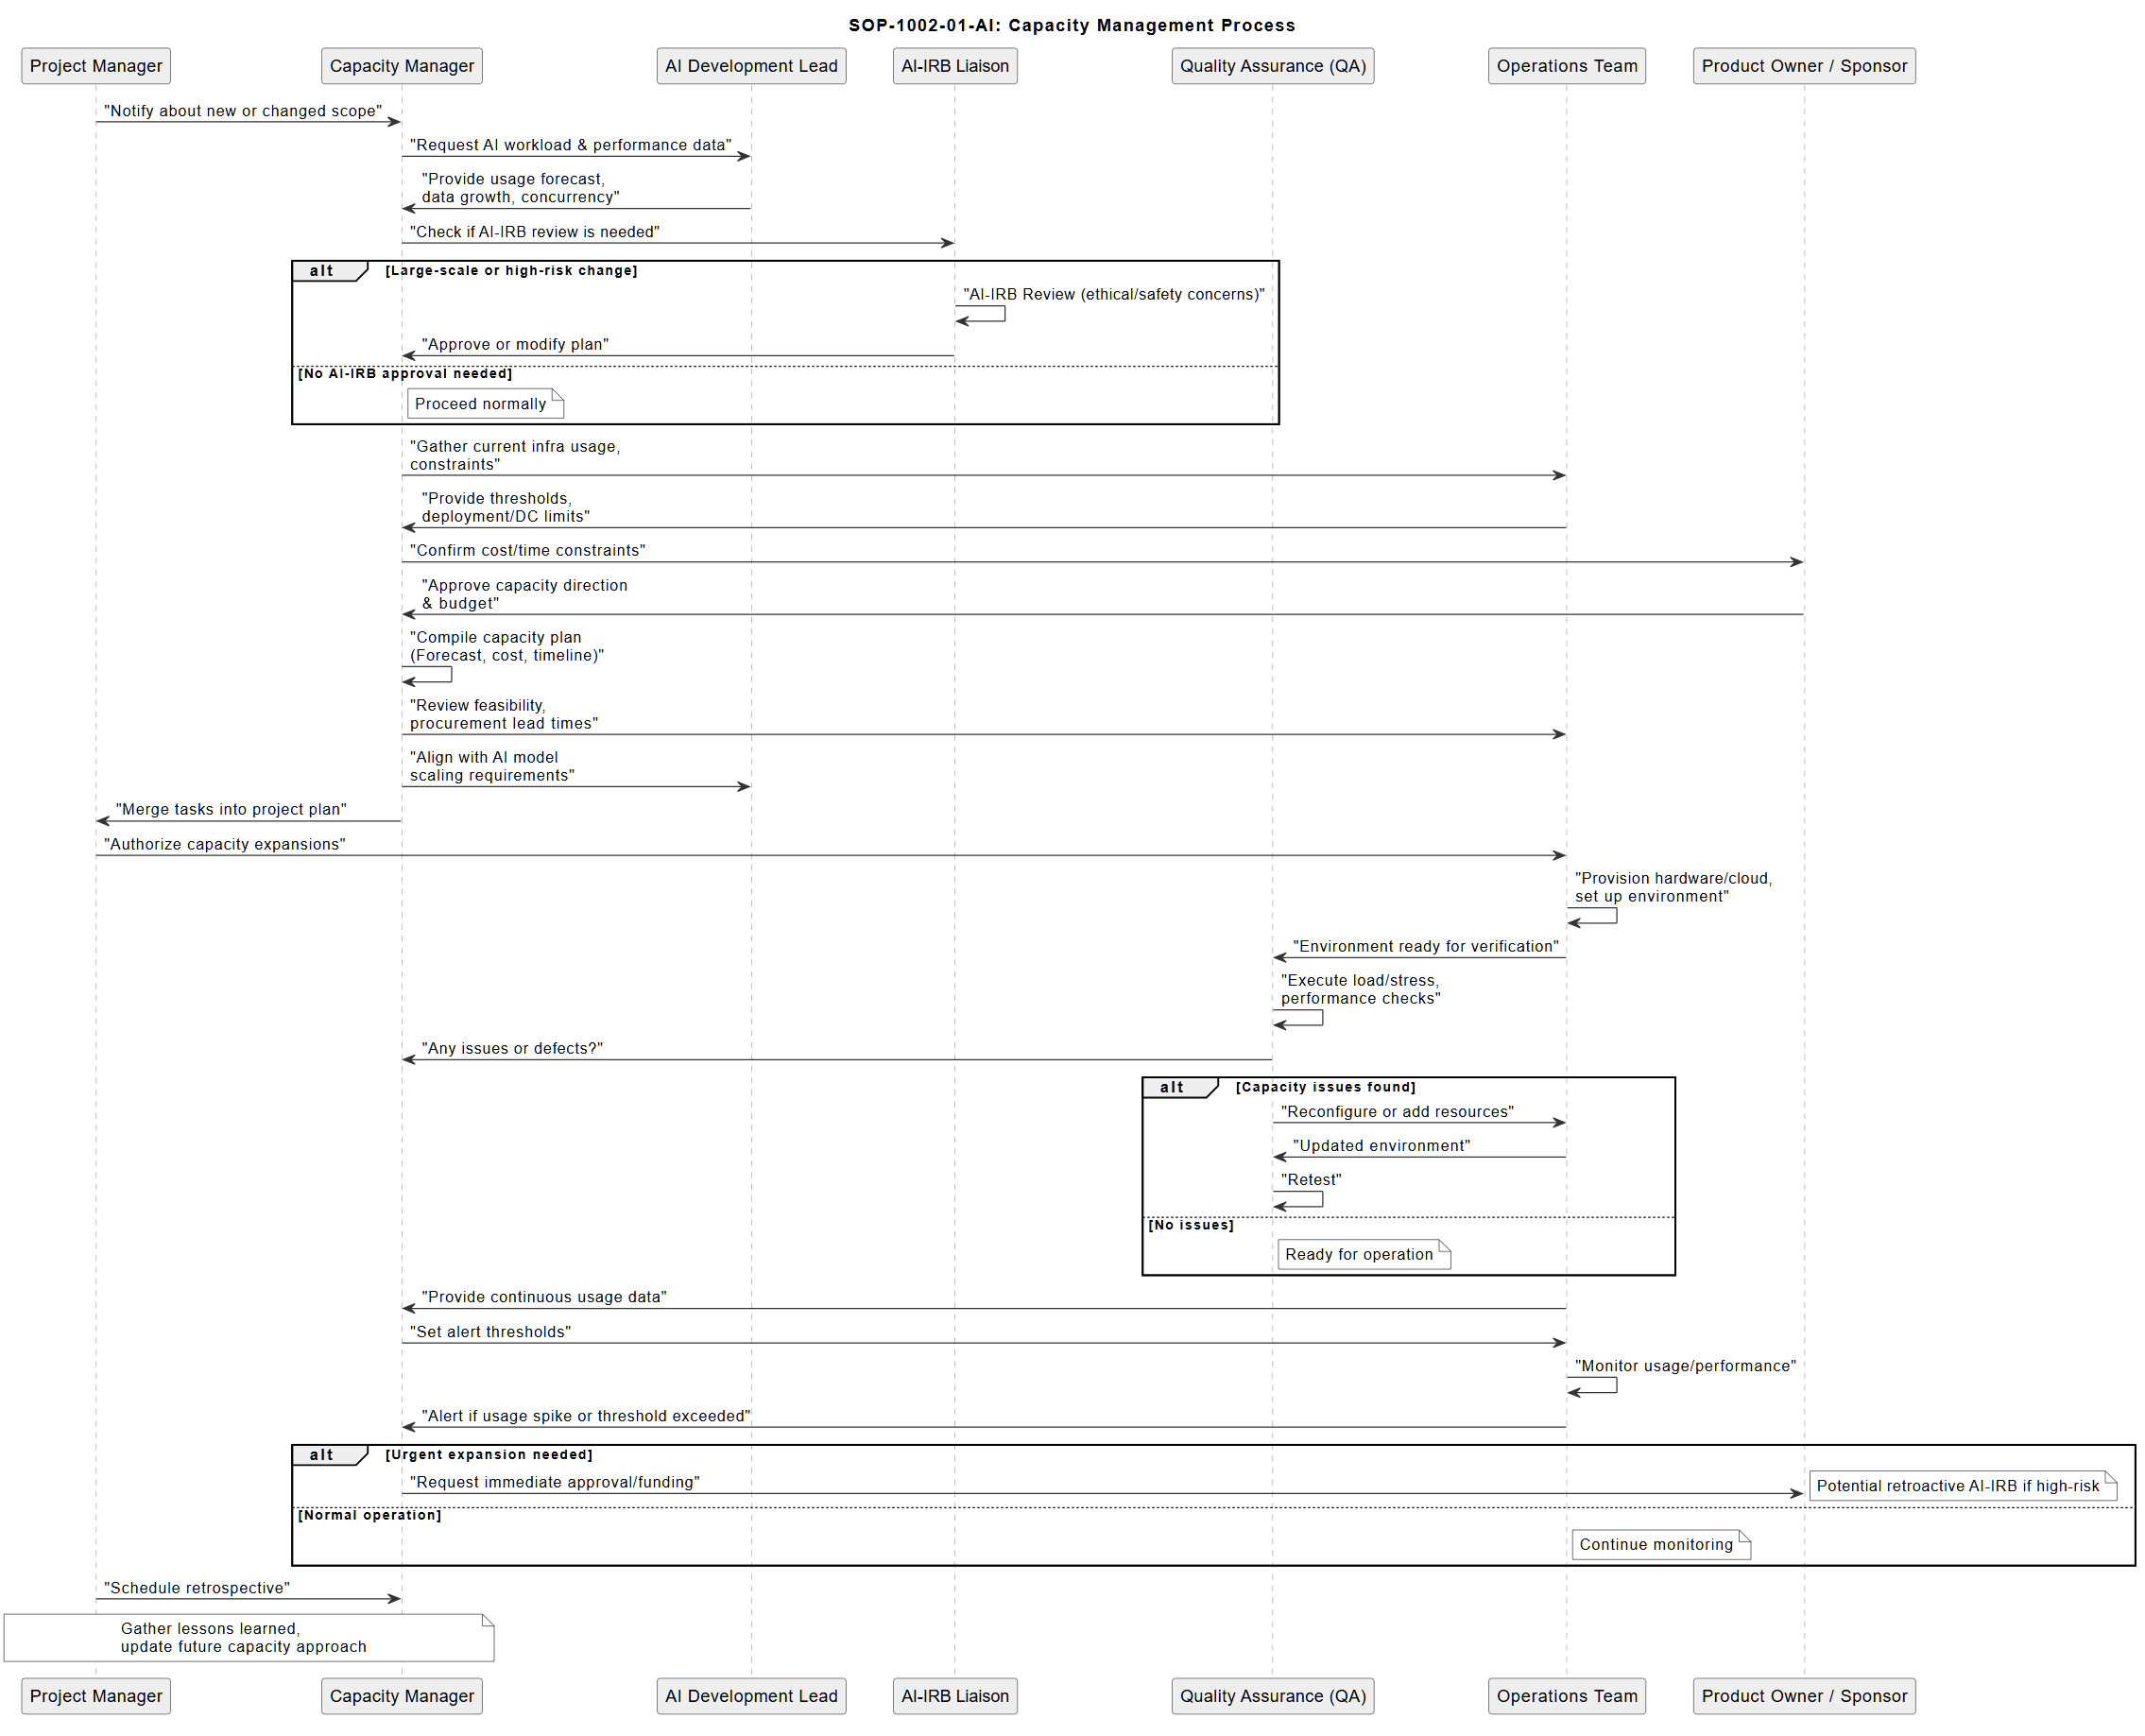 SOP-1002-01-AI: Capacity Management Process
Project Manager
Capacity Manager
AI Development Lead
AI-IRB Liaison
Quality Assurance (QA)
Operations Team
Product Owner / Sponsor
"Notify about new or changed scope"
"Request AI workload & performance data"
"Provide usage forecast,
data growth, concurrency"
"Check if AI-IRB review is needed"
alt
[Large-scale or high-risk change]
"AI-IRB Review (ethical/safety concerns)"
"Approve or modify plan"
[No AI-IRB approval needed]
Proceed normally
"Gather current infra usage,
constraints"
"Provide thresholds,
deployment/DC limits"
"Confirm cost/time constraints"
"Approve capacity direction
& budget"
"Compile capacity plan
(Forecast, cost, timeline)"
"Review feasibility,
procurement lead times"
"Align with AI model
scaling requirements"
"Merge tasks into project plan"
"Authorize capacity expansions"
"Provision hardware/cloud,
set up environment"
"Environment ready for verification"
"Execute load/stress,
performance checks"
"Any issues or defects?"
alt
[Capacity issues found]
"Reconfigure or add resources"
"Updated environment"
"Retest"
[No issues]
Ready for operation
"Provide continuous usage data"
"Set alert thresholds"
"Monitor usage/performance"
"Alert if usage spike or threshold exceeded"
alt
[Urgent expansion needed]
"Request immediate approval/funding"
Potential retroactive AI-IRB if high-risk
[Normal operation]
Continue monitoring
"Schedule retrospective"
Gather lessons learned,
update future capacity approach
Project Manager
Capacity Manager
AI Development Lead
AI-IRB Liaison
Quality Assurance (QA)
Operations Team
Product Owner / Sponsor